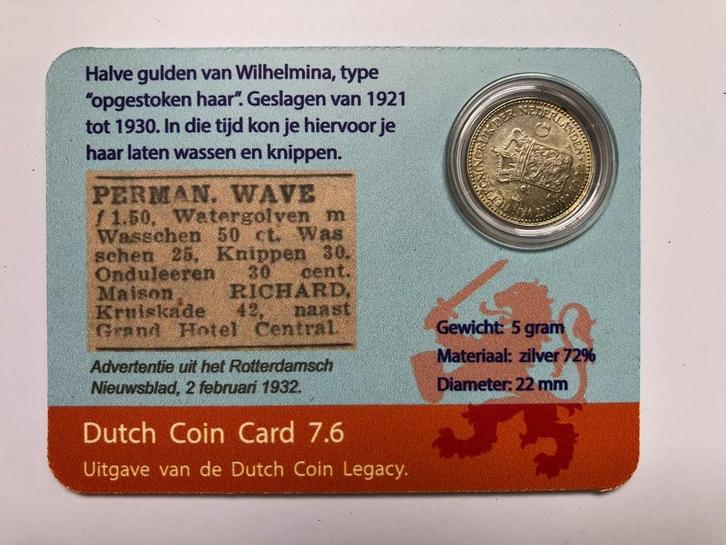 Halve gulden van Wilhelmina, type
“opgestoken haar”. Geslagen van 1921
tot 1930. In die tijd kon je hiervoor je
haar laten wassen en knippen.
PERMAN. WAVE
f 1.50, Watergolven m
Wasschen 50 ct. Was
schen 25, Knippen 30.
Onduleeren 30 cent.
Maison RICHARD,
Kruiskade 42, naast
Grand Hotel Central.
Advertentie uit het Rotterdamsch
Nieuwsblad, 2 februari 1932.
KONINGRIJK DER NEDERLANDEN
Gewicht: 5 gram
Materiaal: zilver 72%
Diameter: 22 mm
Dutch Coin Card 7.6
Uitgave van de Dutch Coin Legacy.